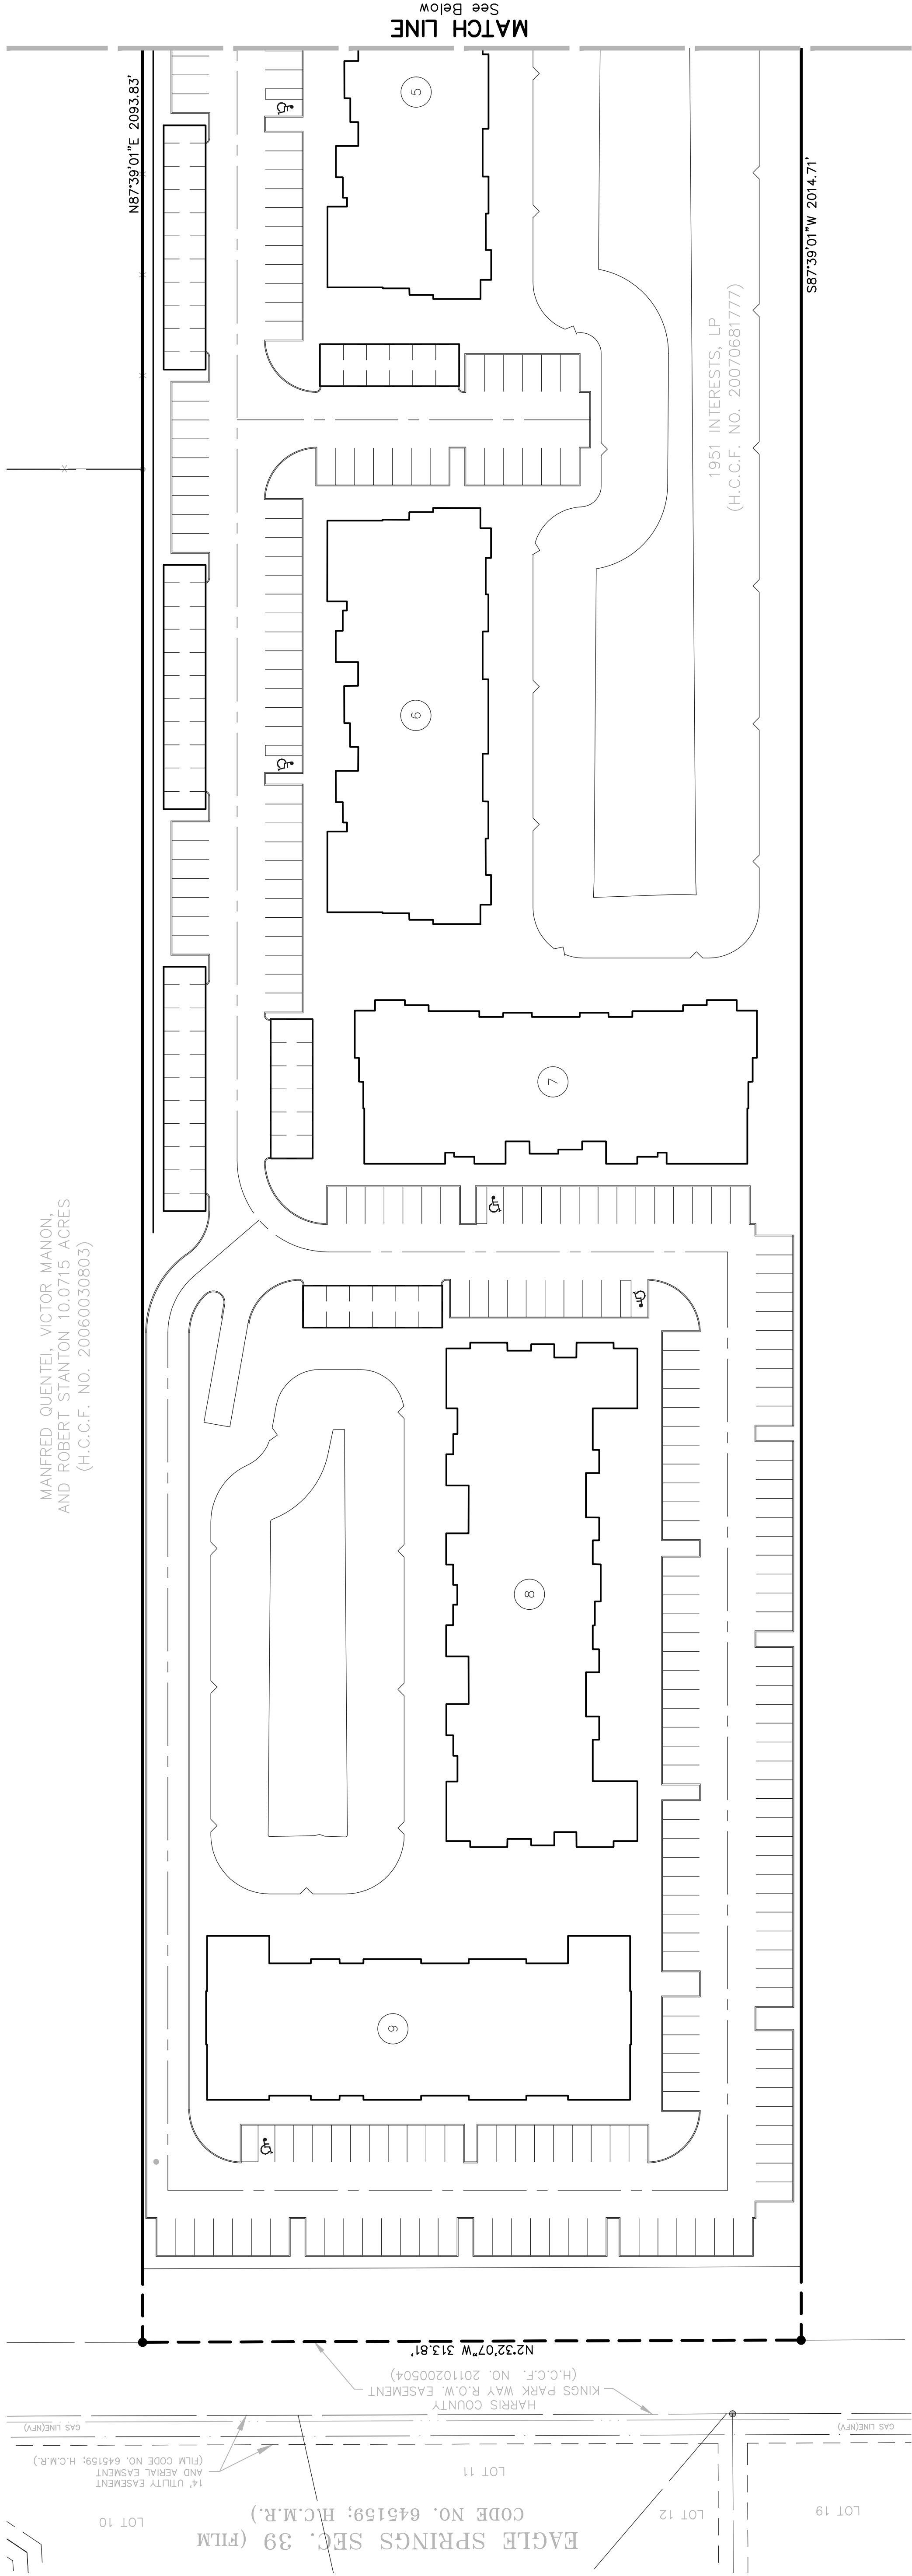 See Below
MATCH LINE
N87°39'01"E 2093.83'
S87°39'01"W 2014.71'
5
1951 INTERESTS, LP
(H.C.C.F. NO. 20070681777)
6
7
MANFRED QUENTEI, VICTOR MANON,
AND ROBERT STANTON 10.0715 ACRES
(H.C.C.F. NO. 20060030803)
8
9
N2°32'07"W 313.81'
HARRIS COUNTY
KINGS PARK WAY R.O.W. EASEMENT
(H.C.C.F. NO. 20110200504)
GAS LINE(NFV)
GAS LINE(NFV)
14' UTILITY EASEMENT
AND AERIAL EASMENT
(FILM CODE NO. 645159; H.C.M.R.)
LOT 10
LOT 11
LOT 12
LOT 19
EAGLE SPRINGS SEC. 39 (FILM
CODE NO. 645159; H.C.M.R.)